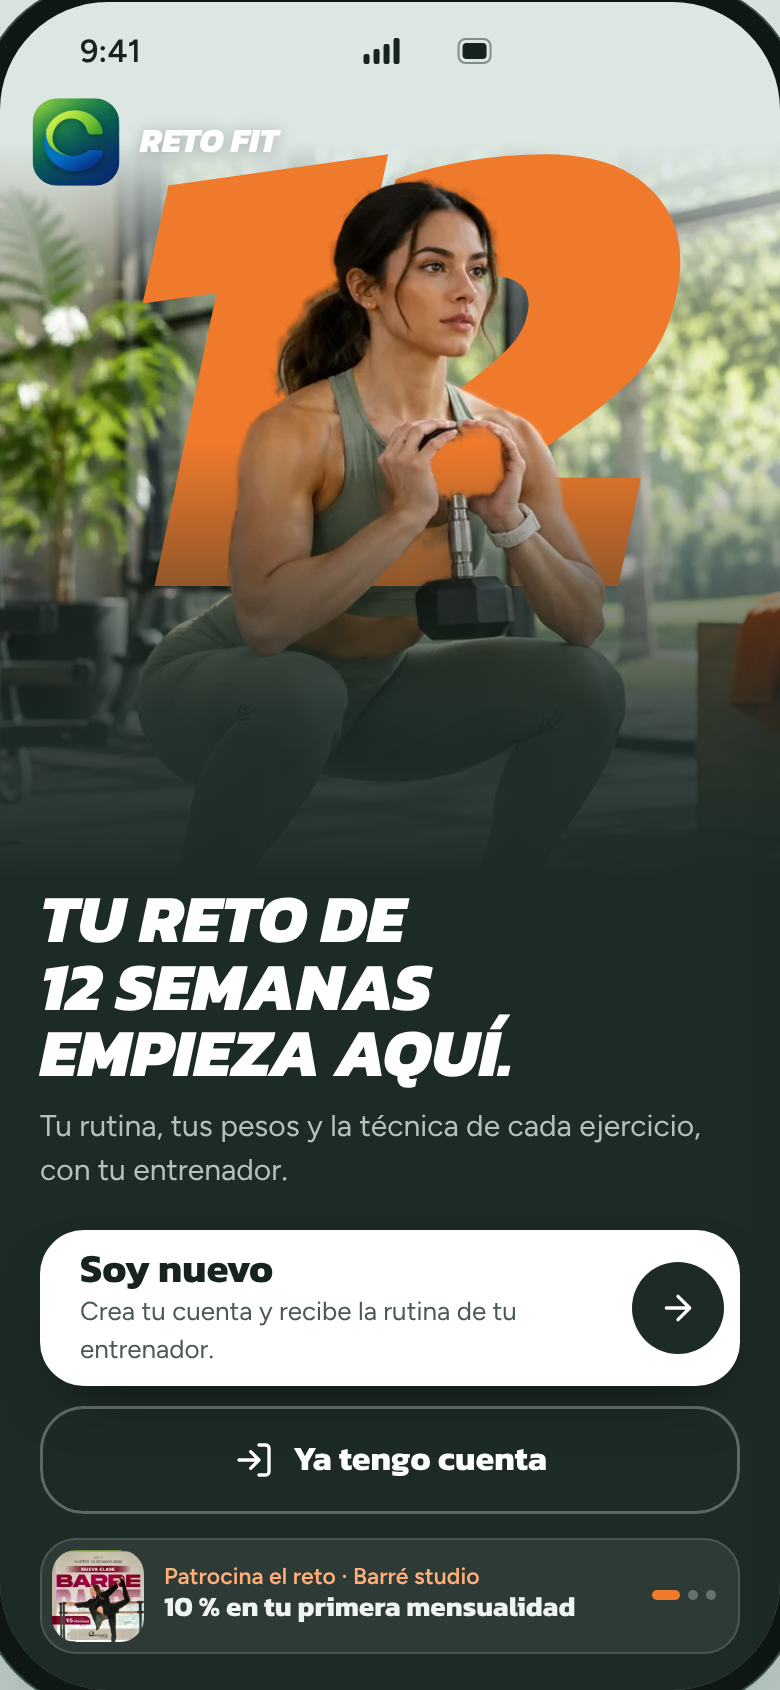 9:41
RETO FIT
12
TU RETO DE
12 SEMANAS
EMPIEZA AQUÍ.
Tu rutina, tus pesos y la técnica de cada ejercicio,
con tu entrenador.
Soy nuevo
Crea tu cuenta y recibe la rutina de tu
entrenador.
Ya tengo cuenta
NUEVA CLASE
BARRE
Patrocina el reto · Barré studio
10 % en tu primera mensualidad